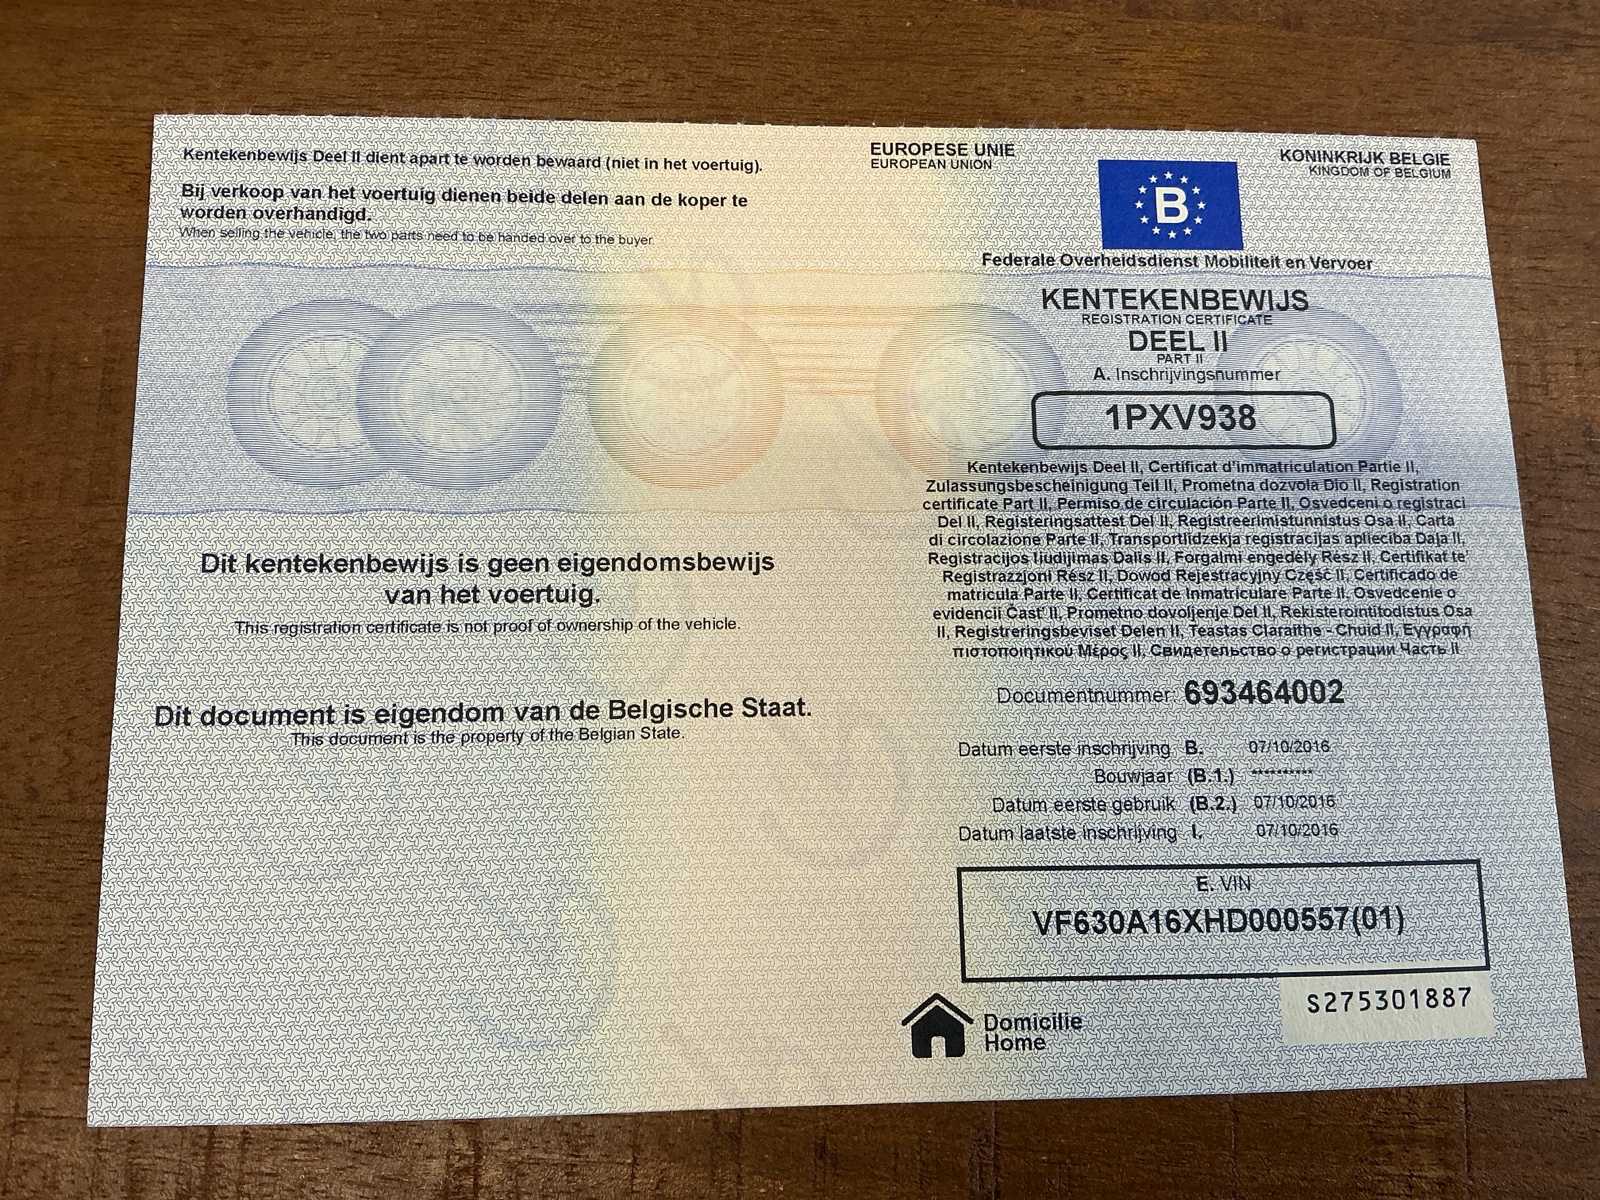 Kentekenbewijs Deel II dient apart te worden bewaard (niet in het voertuig).
Bij verkoop van het voertuig dienen beide delen aan de koper te
worden overhandigd.
When selling the vehicle, the two parts need to be handed over to the buyer.
Dit kentekenbewijs is geen eigendomsbewijs
van het voertuig.
This registration certificate is not proof of ownership of the vehicle.
Dit document is eigendom van de Belgische Staat.
This document is the property of the Belgian State.
EUROPESE UNIE
EUROPEAN UNION
B
KONINKRIJK BELGIE
KINGDOM OF BELGIUM
Federale Overheidsdienst Mobiliteit en Vervoer
KENTEKENBEWIJS
REGISTRATION CERTIFICATE
DEEL II
PART II
A. Inschrijvingsnummer
1PXV938
Kentekenbewijs Deel II, Certificat d'immatriculation Partie II,
Zulassungsbescheinigung Teil II, Prometna dozvola Dio II, Registration
certificate Part II, Permiso de circulación Parte II, Osvedceni o registraci
Del II, Registeringsattest Del II, Registreerimistunnistus Osa II, Carta
di circolazione Parte II, Transportlidzekja registracijas aplieciba Daļa II,
Registracijos liudijimas Dalis II, Forgalmi engedély Rész II, Certifikat te'
Registrazzjoni Rész II, Dowod Rejestracyjny Część II, Certificado de
matricula Parte II, Certificat de Inmatriculare Parte II, Osvedcenie o
evidencii Čast' II, Prometno dovoljenje Del II, Rekisterointitodistus Osa
II, Registreringsbeviset Delen II, Teastas Claraithe - Chuid II, Εγγραφή
πιστοποιητικού Μέρος II, Свидетельство о регистрации Часть II
Documentnummer: 693464002
Datum eerste inschrijving B. 07/10/2016
Bouwjaar (B.1.) **********
Datum eerste gebruik (B.2.) 07/10/2016
Datum laatste inschrijving I. 07/10/2016
E. VIN
VF630A16XHD000557(01)
S275301887
Domicilie
Home